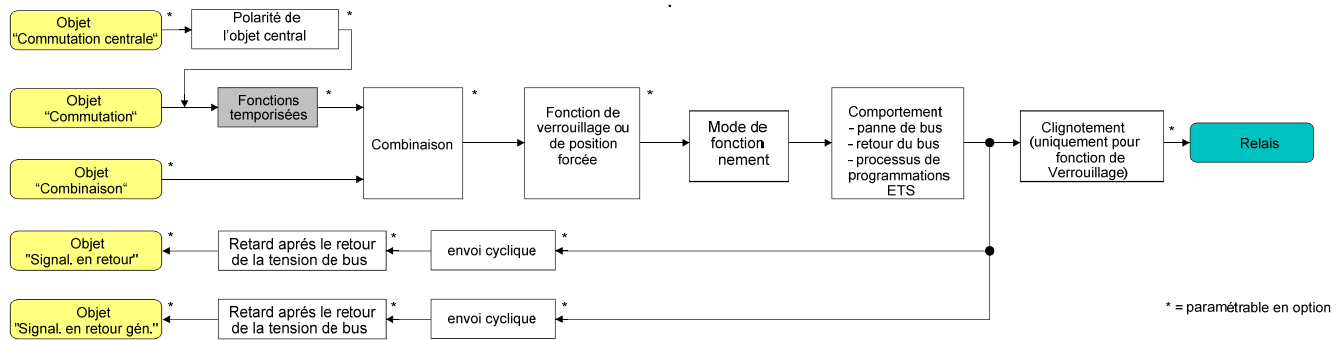 .
* *
Objet
“Commutation centrale“
Polarité de
l’objet central
Objet
“Commutation“
Fonctions
temporisées
*
Combinaison
*
Fonction de
verrouillage ou
de position
forcée
*
Mode de
fonction
nement
Comportement
- panne de bus
- retour du bus
- processus de
programmations
ETS
Clignotement
(uniquement pour
fonction de
Verrouillage)
*
Relais
Objet
“Combinaison“
*
Objet
"Signal. en retour"
*
Retard aprés le retour
de la tension de bus
*
envoi cyclique
*
Objet
"Signal. en retour gén."
*
Retard aprés le retour
de la tension de bus
*
envoi cyclique
*
* = paramétrable en option